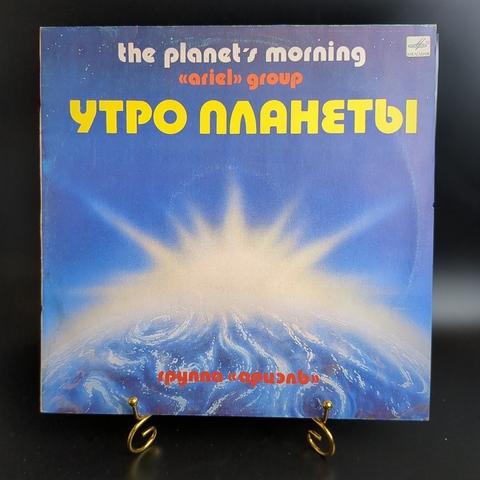 the planet's morning
«ariel» group
УТРО ПЛАНЕТЫ
группа «ариэль»